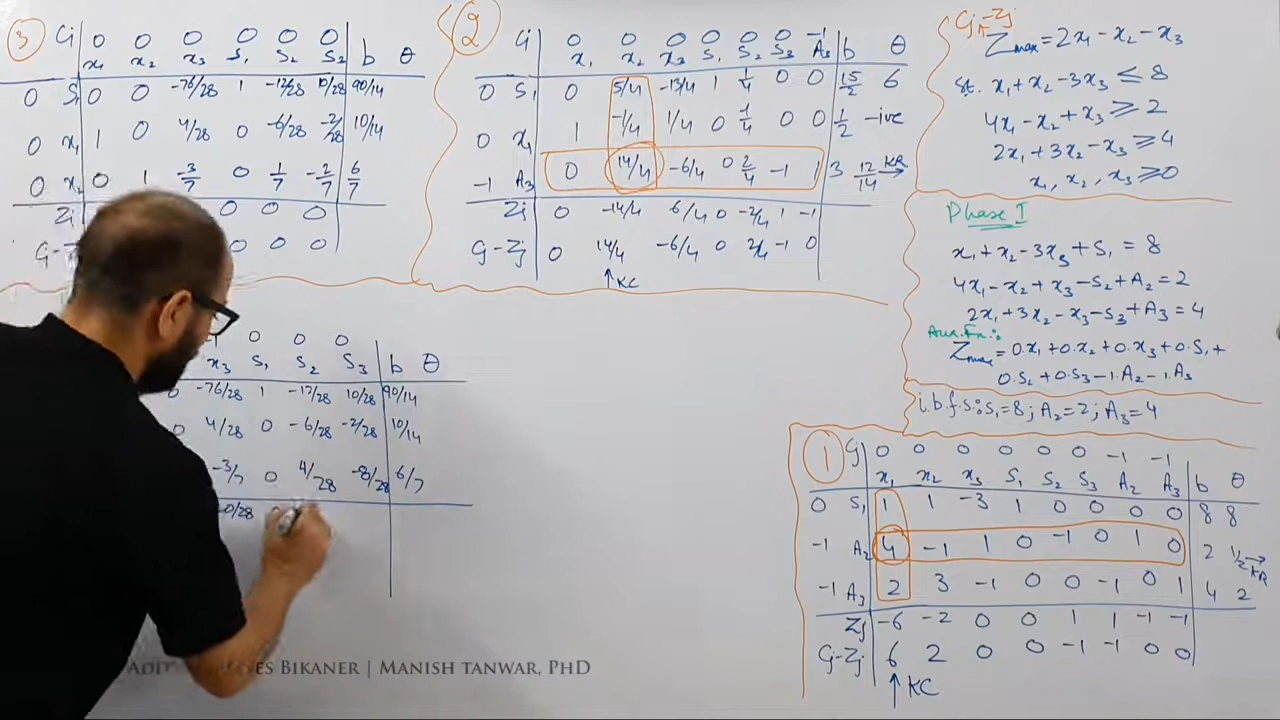 3 Cj 0 0 0 0 0 0
x₁ x₂ x₃ S₁ S₂ S₃ b θ
0 S₁ 0 0 -76/28 1 -17/28 10/28 90/14
0 x₁ 1 0 4/28 0 -6/28 -2/28 10/14
0 x₂ 0 1 -3/7 0 1/7 -2/7 6/7
Zj 0 0 0
Cj-Zj 0 0 0
2 Cj 0 0 0 0 0 0 -1
x₁ x₂ x₃ S₁ S₂ S₃ A₃ b θ
0 S₁ 0 5/4 -13/4 1 1/4 0 0 15/2 6
0 x₁ 1 -1/4 1/4 0 1/4 0 0 1/2 -ive
-1 A₃ 0 14/4 -6/4 0 2/4 -1 1 3 12/14 KR
Zj 0 -14/4 6/4 0 -2/4 1 -1
Cj-Zj 0 14/4 -6/4 0 2/4 -1 0
↑KC
Cj-Zj
Zmax = 2x₁ - x₂ - x₃
St. x₁ + x₂ - 3x₃ ≤ 8
4x₁ - x₂ + x₃ ≥ 2
2x₁ + 3x₂ - x₃ ≥ 4
x₁, x₂, x₃ ≥ 0
Phase I
x₁ + x₂ - 3x₃ + S₁ = 8
4x₁ - x₂ + x₃ - S₂ + A₂ = 2
2x₁ + 3x₂ - x₃ - S₃ + A₃ = 4
Aux. Fn.:
Zmax = 0.x₁ + 0.x₂ + 0.x₃ + 0.S₁ +
0.S₂ + 0.S₃ - 1.A₂ - 1.A₃
i.b.f.s: S₁ = 8; A₂ = 2; A₃ = 4
1 Cj 0 0 0 0 0 0 -1 -1
x₁ x₂ x₃ S₁ S₂ S₃ A₂ A₃ b θ
0 S₁ 1 1 -3 1 0 0 0 0 8 8
-1 A₂ 4 -1 1 0 -1 0 1 0 2 1/2 → KR
-1 A₃ 2 3 -1 0 0 -1 0 1 4 2
Zj -6 -2 0 0 1 1 -1 -1
Cj-Zj 6 2 0 0 -1 -1 0 0
↑ KC
0 0 0
x₃ S₁ S₂ S₃ b θ
0 -76/28 1 -17/28 10/28 90/14
0 4/28 0 -6/28 -2/28 10/14
-3/7 0 4/28 -8/28 6/7
0/28
BIKANER | MANISH TANWAR, PHD